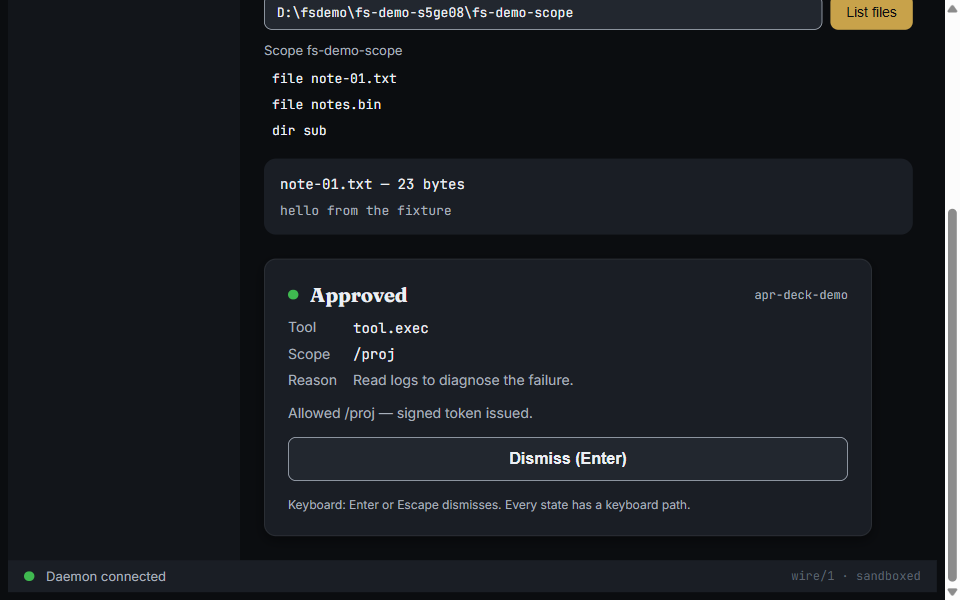 D:\fsdemo\fs-demo-s5ge08\fs-demo-scope List files
Scope fs-demo-scope
file note-01.txt
file notes.bin
dir sub
note-01.txt — 23 bytes
hello from the fixture
Approved apr-deck-demo
Tool tool.exec
Scope /proj
Reason Read logs to diagnose the failure.
Allowed /proj — signed token issued.
Dismiss (Enter)
Keyboard: Enter or Escape dismisses. Every state has a keyboard path.
Daemon connected wire/1 · sandboxed